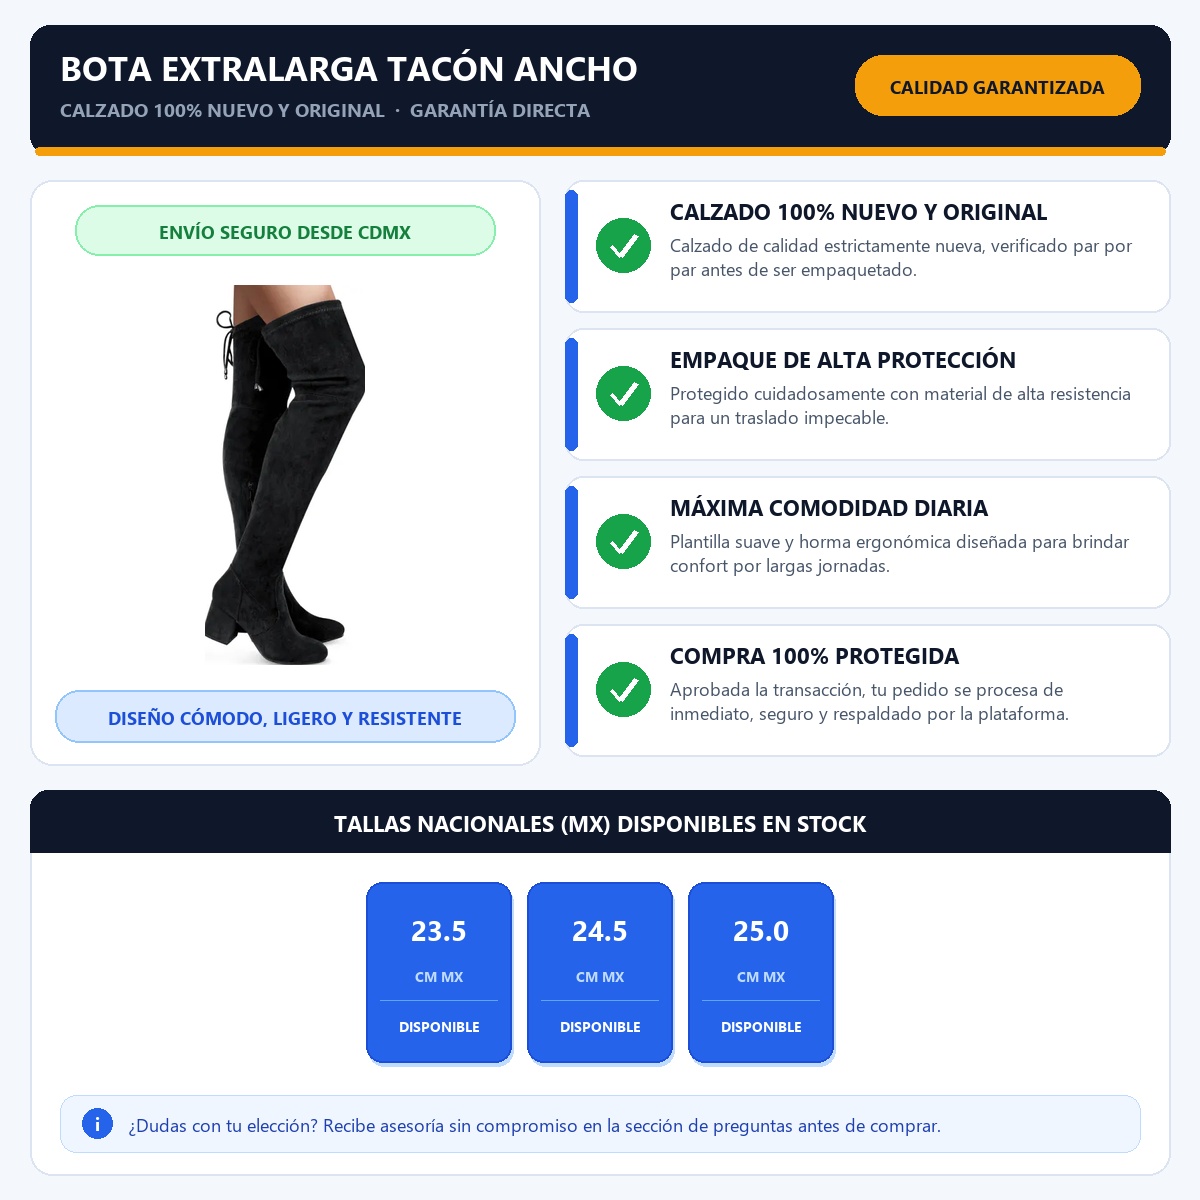 BOTA EXTRALARGA TACÓN ANCHO
CALZADO 100% NUEVO Y ORIGINAL · GARANTÍA DIRECTA
CALIDAD GARANTIZADA
ENVÍO SEGURO DESDE CDMX
DISEÑO CÓMODO, LIGERO Y RESISTENTE
CALZADO 100% NUEVO Y ORIGINAL
Calzado de calidad estrictamente nueva, verificado par por
par antes de ser empaquetado.
EMPAQUE DE ALTA PROTECCIÓN
Protegido cuidadosamente con material de alta resistencia
para un traslado impecable.
MÁXIMA COMODIDAD DIARIA
Plantilla suave y horma ergonómica diseñada para brindar
confort por largas jornadas.
COMPRA 100% PROTEGIDA
Aprobada la transacción, tu pedido se procesa de
inmediato, seguro y respaldado por la plataforma.
TALLAS NACIONALES (MX) DISPONIBLES EN STOCK
23.5
CM MX
DISPONIBLE
24.5
CM MX
DISPONIBLE
25.0
CM MX
DISPONIBLE
¿Dudas con tu elección? Recibe asesoría sin compromiso en la sección de preguntas antes de comprar.